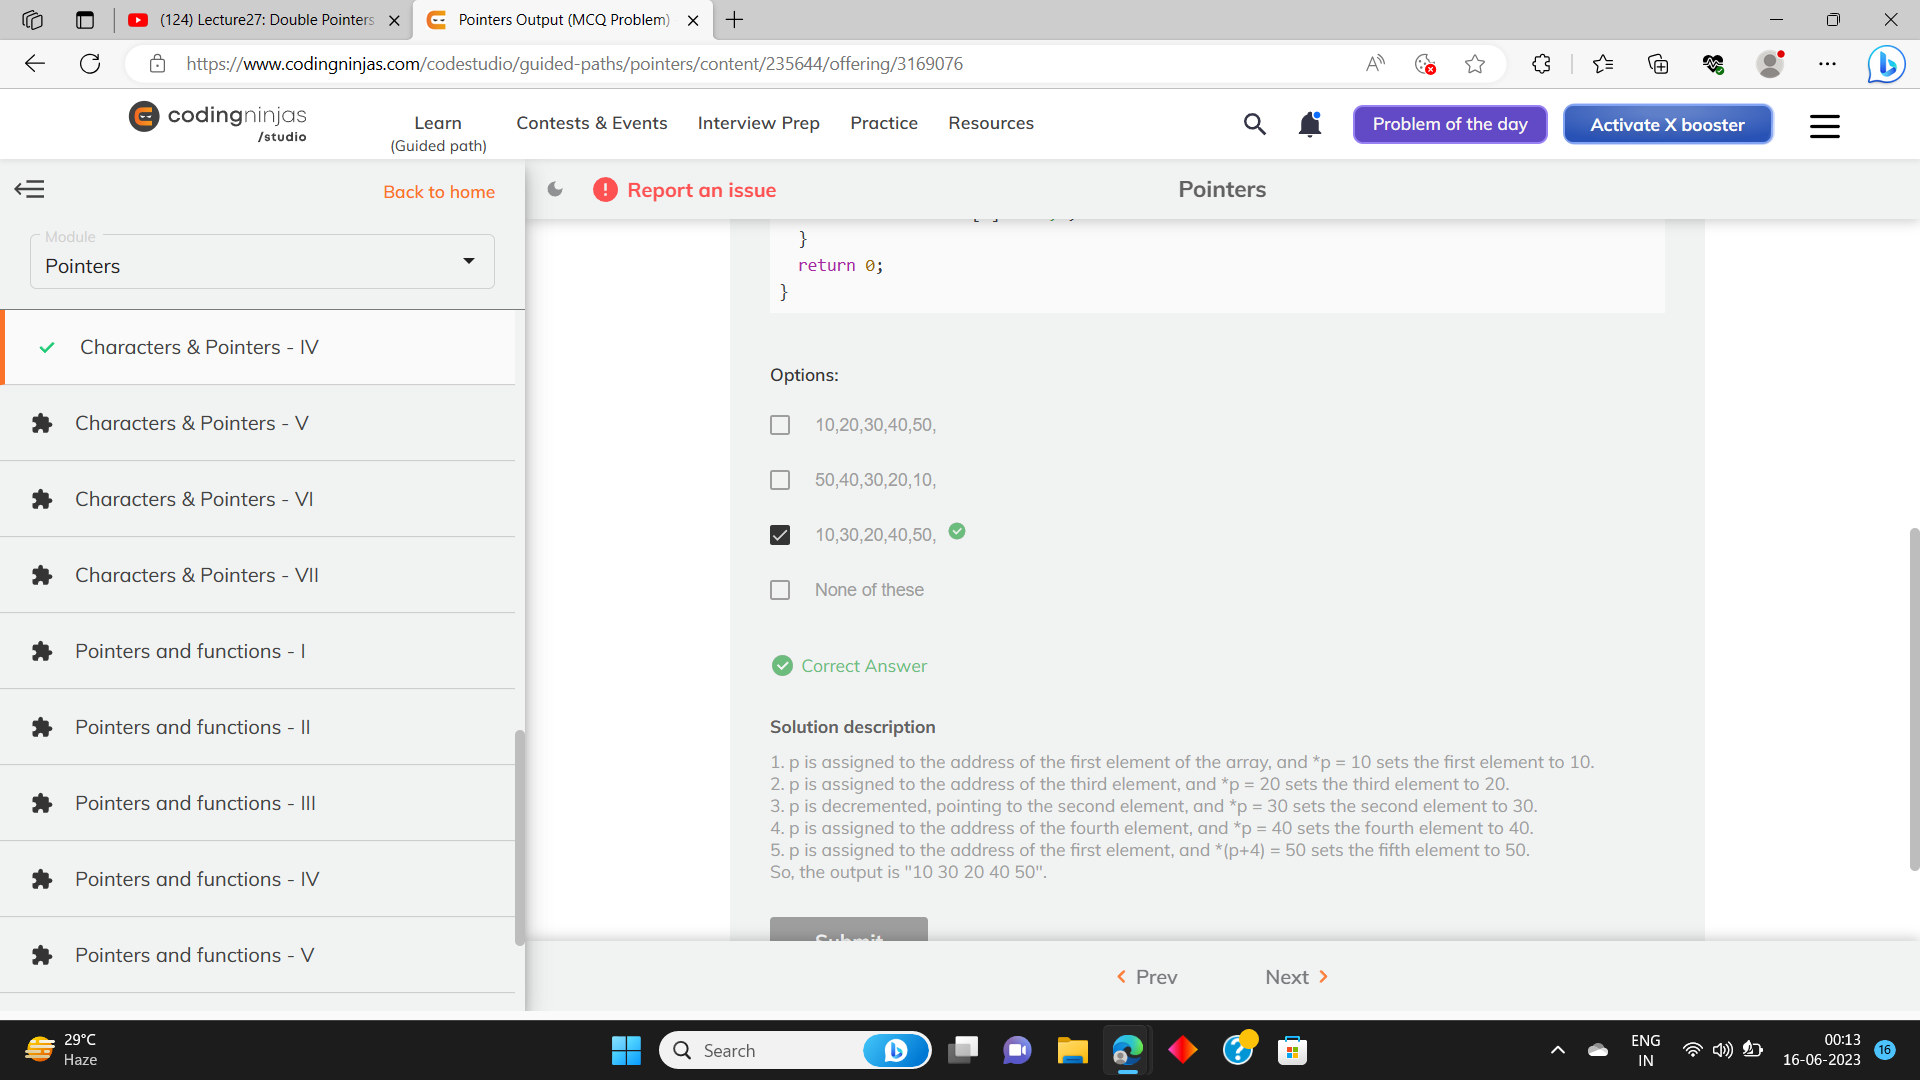 (124) Lecture27: Double Pointers
Pointers Output (MCQ Problem)
https://www.codingninjas.com/codestudio/guided-paths/pointers/content/235644/offering/3169076
codingninjas
/studio
Learn
(Guided path)
Contests & Events
Interview Prep
Practice
Resources
Problem of the day
Activate X booster
Back to home
Report an issue
Pointers
Module
Pointers
Characters & Pointers - IV
Characters & Pointers - V
Characters & Pointers - VI
Characters & Pointers - VII
Pointers and functions - I
Pointers and functions - II
Pointers and functions - III
Pointers and functions - IV
Pointers and functions - V
}
return 0;
}
Options:
10,20,30,40,50,
50,40,30,20,10,
10,30,20,40,50,
None of these
Correct Answer
Solution description
1. p is assigned to the address of the first element of the array, and *p = 10 sets the first element to 10.
2. p is assigned to the address of the third element, and *p = 20 sets the third element to 20.
3. p is decremented, pointing to the second element, and *p = 30 sets the second element to 30.
4. p is assigned to the address of the fourth element, and *p = 40 sets the fourth element to 40.
5. p is assigned to the address of the first element, and *(p+4) = 50 sets the fifth element to 50.
So, the output is "10 30 20 40 50".
Submit
Prev
Next
29°C
Haze
Search
ENG
IN
00:13
16-06-2023
16